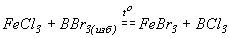 FeCl₃ + BBr₃₍изб₎ ==t° FeBr₃ + BCl₃